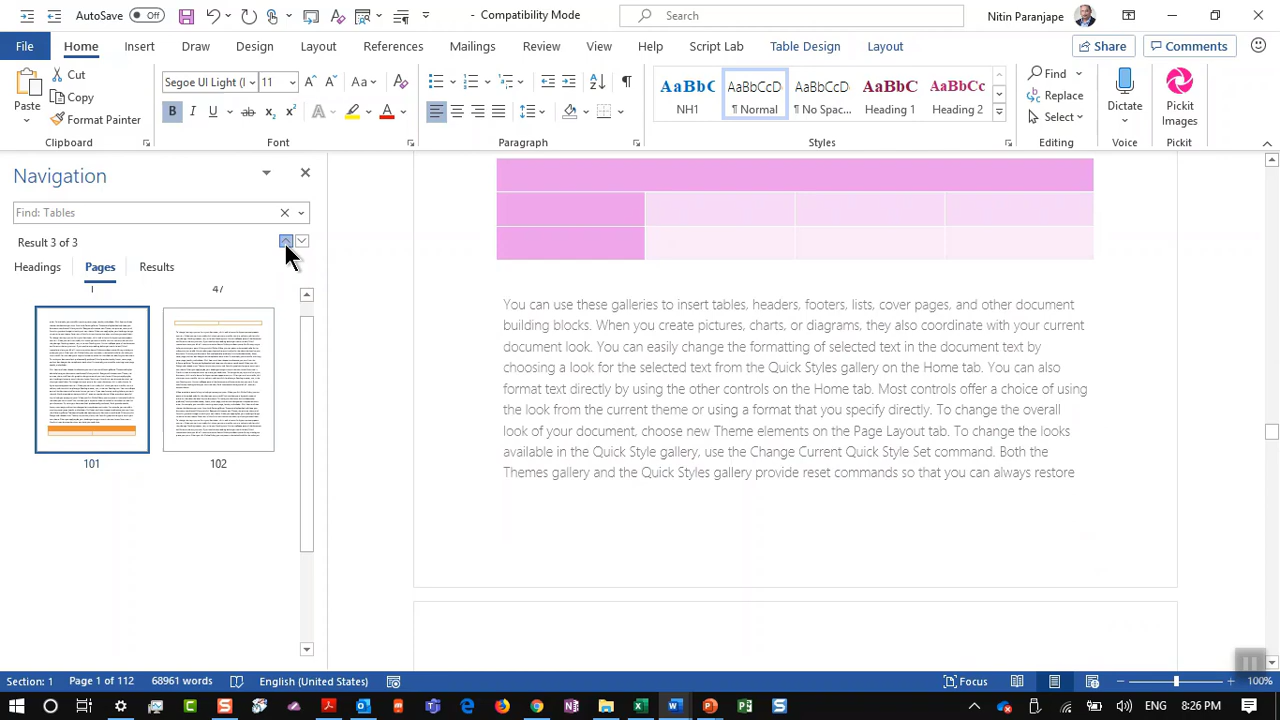 AutoSave Off - Compatibility Mode Search Nitin Paranjape
File Home Insert Draw Design Layout References Mailings Review View Help Script Lab Table Design Layout Share Comments
Paste
Cut
Copy
Format Painter
Clipboard
Segoe UI Light (I 11
Font
Paragraph
AaBbC AaBbCcD AaBbCcD AaBbC AaBbCc
NH1 ¶ Normal ¶ No Spac... Heading 1 Heading 2
Styles
Find
Replace
Select
Editing
Dictate
Voice
Pickit
Images
Pickit
Navigation
Find: Tables
Result 3 of 3
Headings Pages Results
1 47
101 102
You can use these galleries to insert tables, headers, footers, lists, cover pages, and other document
building blocks. When you create pictures, charts, or diagrams, they also coordinate with your current
document look. You can easily change the formatting of selected text in the document text by
choosing a look for the selected text from the Quick Styles gallery on the Home tab. You can also
format text directly by using the other controls on the Home tab. Most controls offer a choice of using
the look from the current theme or using a format that you specify directly. To change the overall
look of your document, choose new Theme elements on the Page Layout tab. To change the looks
available in the Quick Style gallery, use the Change Current Quick Style Set command. Both the
Themes gallery and the Quick Styles gallery provide reset commands so that you can always restore
Section: 1 Page 1 of 112 68961 words English (United States) Focus 100%
ENG 8:26 PM